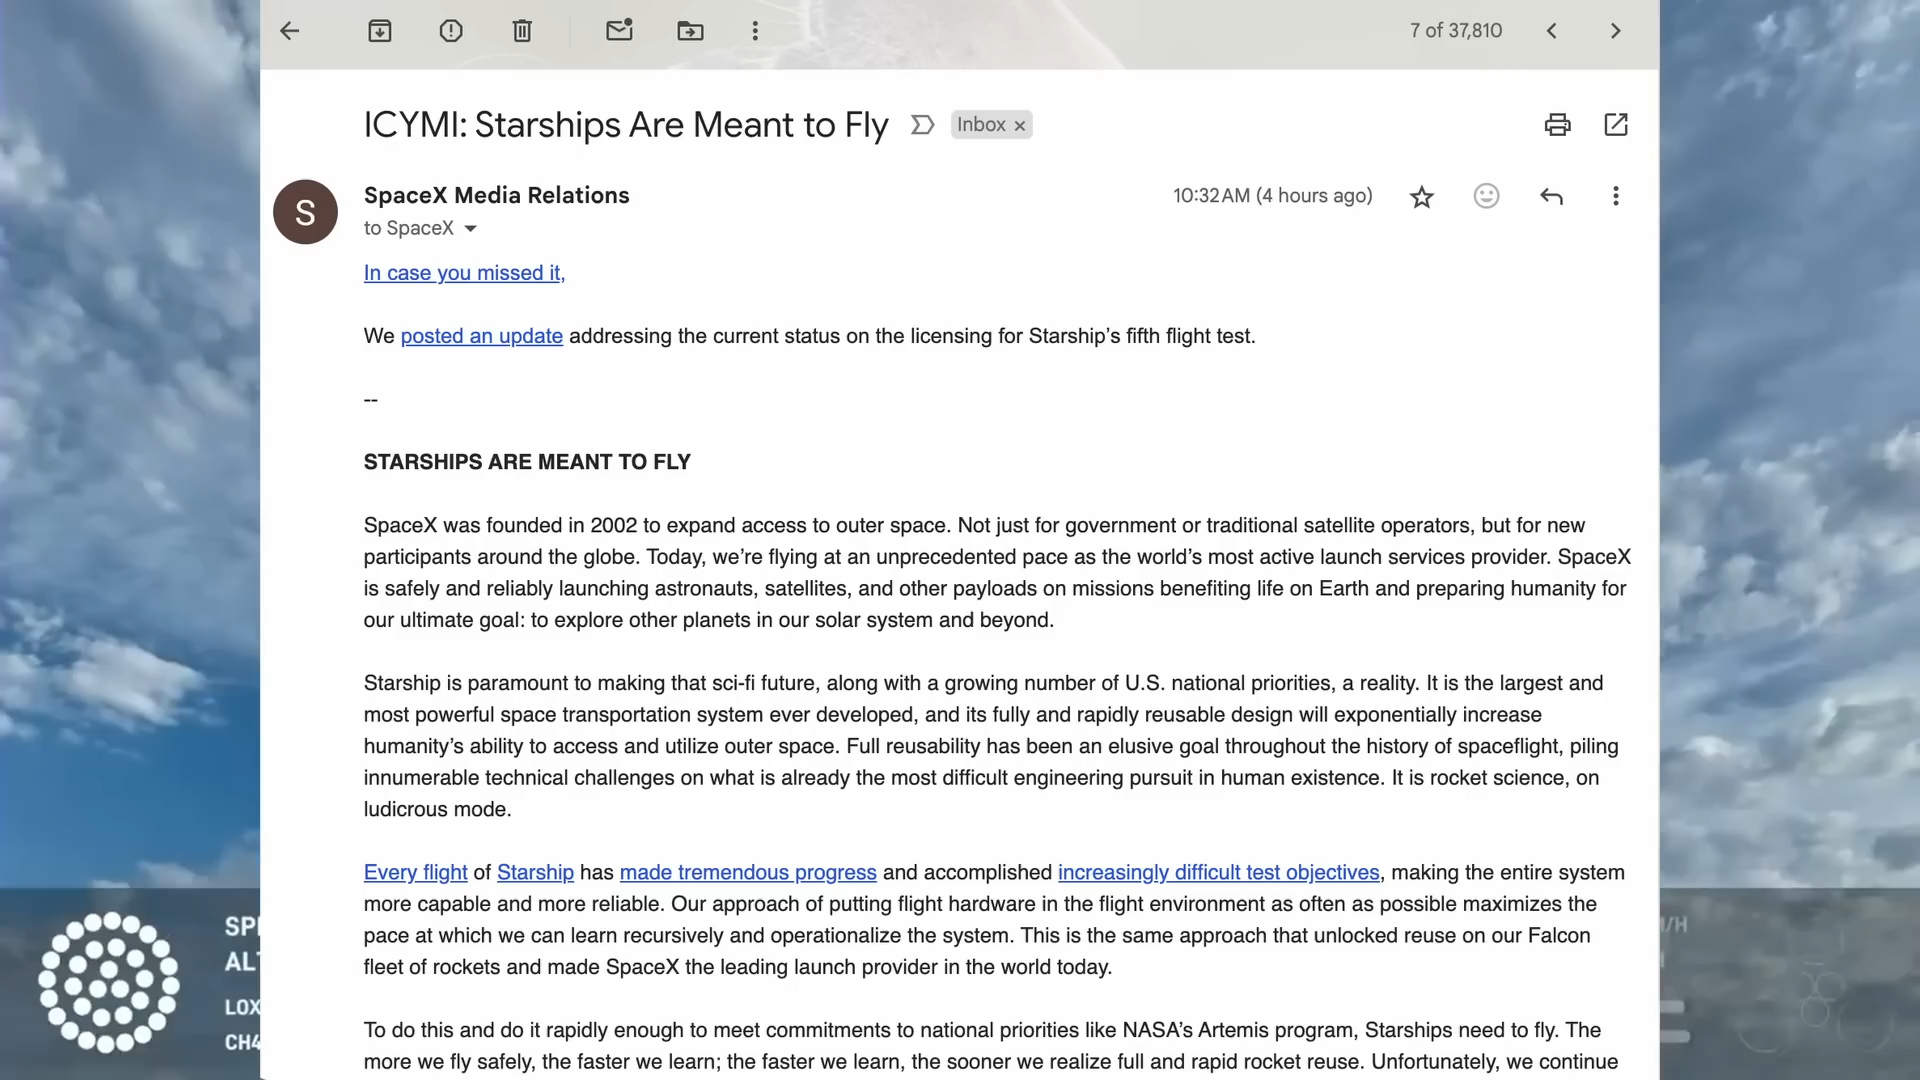 7 of 37,810
ICYMI: Starships Are Meant to Fly Inbox ×
S
SpaceX Media Relations 10:32 AM (4 hours ago)
to SpaceX
In case you missed it,
We posted an update addressing the current status on the licensing for Starship’s fifth flight test.
--
STARSHIPS ARE MEANT TO FLY
SpaceX was founded in 2002 to expand access to outer space. Not just for government or traditional satellite operators, but for new
participants around the globe. Today, we’re flying at an unprecedented pace as the world’s most active launch services provider. SpaceX
is safely and reliably launching astronauts, satellites, and other payloads on missions benefiting life on Earth and preparing humanity for
our ultimate goal: to explore other planets in our solar system and beyond.
Starship is paramount to making that sci-fi future, along with a growing number of U.S. national priorities, a reality. It is the largest and
most powerful space transportation system ever developed, and its fully and rapidly reusable design will exponentially increase
humanity’s ability to access and utilize outer space. Full reusability has been an elusive goal throughout the history of spaceflight, piling
innumerable technical challenges on what is already the most difficult engineering pursuit in human existence. It is rocket science, on
ludicrous mode.
Every flight of Starship has made tremendous progress and accomplished increasingly difficult test objectives, making the entire system
more capable and more reliable. Our approach of putting flight hardware in the flight environment as often as possible maximizes the
pace at which we can learn recursively and operationalize the system. This is the same approach that unlocked reuse on our Falcon
fleet of rockets and made SpaceX the leading launch provider in the world today.
To do this and do it rapidly enough to meet commitments to national priorities like NASA’s Artemis program, Starships need to fly. The
more we fly safely, the faster we learn; the faster we learn, the sooner we realize full and rapid rocket reuse. Unfortunately, we continue
SPE
ALT
LOX
CH4
/H